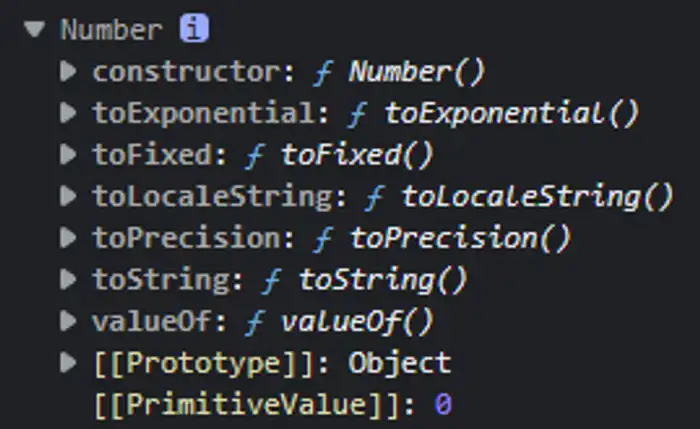 ▼ Number i
▶ constructor: ƒ Number()
▶ toExponential: ƒ toExponential()
▶ toFixed: ƒ toFixed()
▶ toLocaleString: ƒ toLocaleString()
▶ toPrecision: ƒ toPrecision()
▶ toString: ƒ toString()
▶ valueOf: ƒ valueOf()
▶ [[Prototype]]: Object
[[PrimitiveValue]]: 0